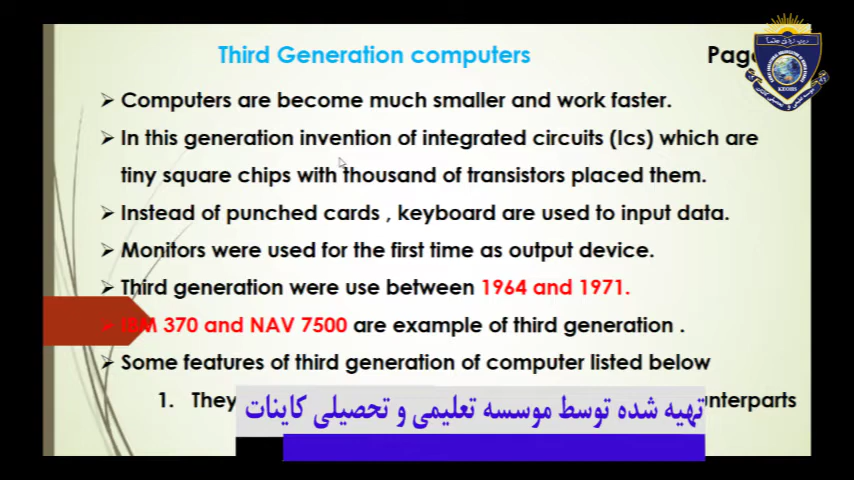 Third Generation computers
Computers are become much smaller and work faster.
In this generation invention of integrated circuits (Ics) which are
tiny square chips with thousand of transistors placed them.
Instead of punched cards , keyboard are used to input data.
Monitors were used for the first time as output device.
Third generation were use between 1964 and 1971.
IBM 370 and NAV 7500 are example of third generation .
Some features of third generation of computer listed below
1. They
تهیه شده توسط موسسه تعلیمی و تحصیلی کاینات